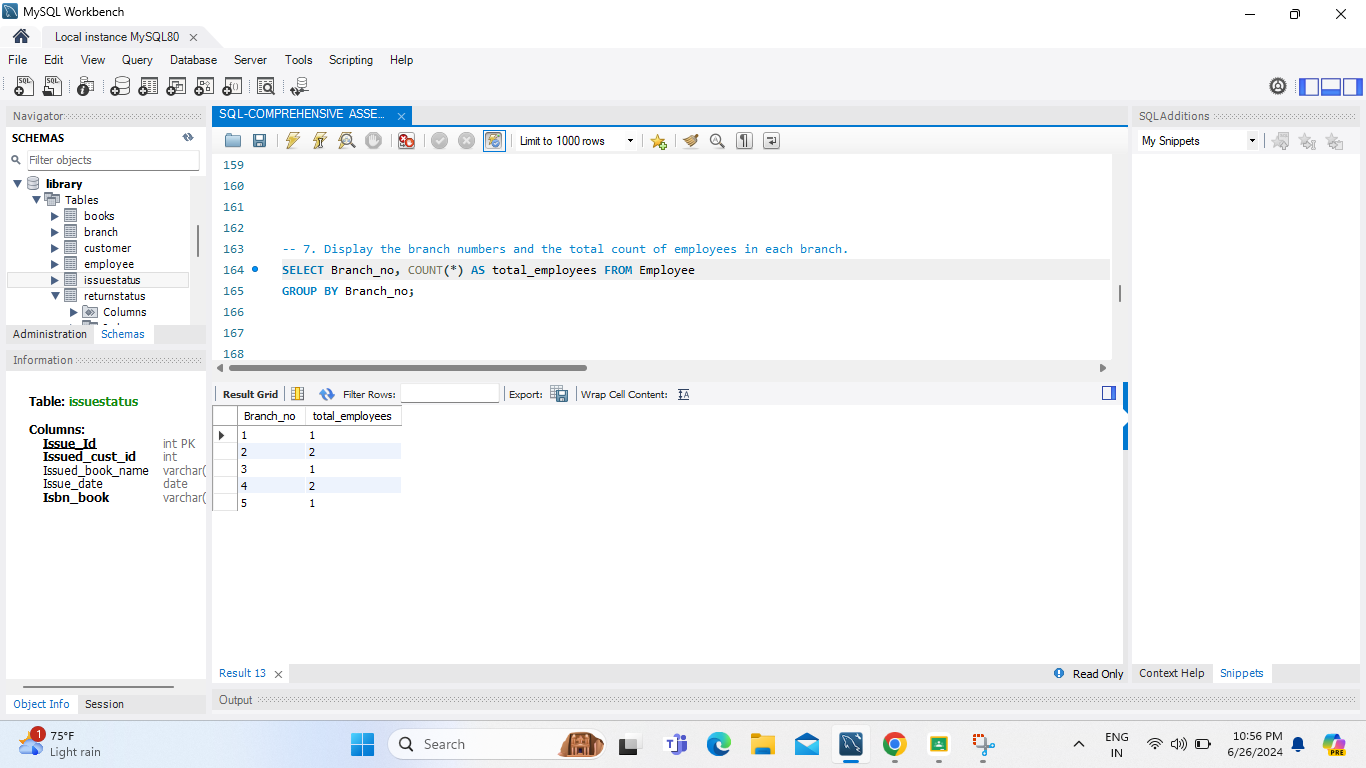 MySQL Workbench
Local instance MySQL80
File Edit View Query Database Server Tools Scripting Help
Navigator
SCHEMAS
Filter objects
library
Tables
books
branch
customer
employee
issuestatus
returnstatus
Columns
Administration Schemas
Information
Table: issuestatus
Columns:
Issue_Id int PK
Issued_cust_id int
Issued_book_name varchar(
Issue_date date
Isbn_book varchar(
Object Info Session
SQL-COMPREHENSIVE ASSE...
Limit to 1000 rows
159
160
161
162
163 -- 7. Display the branch numbers and the total count of employees in each branch.
164 SELECT Branch_no, COUNT(*) AS total_employees FROM Employee
165 GROUP BY Branch_no;
166
167
168
Result Grid Filter Rows: Export: Wrap Cell Content:
Branch_no total_employees
1 1
2 2
3 1
4 2
5 1
Result 13
Read Only
Output
SQLAdditions
My Snippets
Context Help Snippets
1
75°F
Light rain
Search
PRE
ENG
IN
10:56 PM
6/26/2024